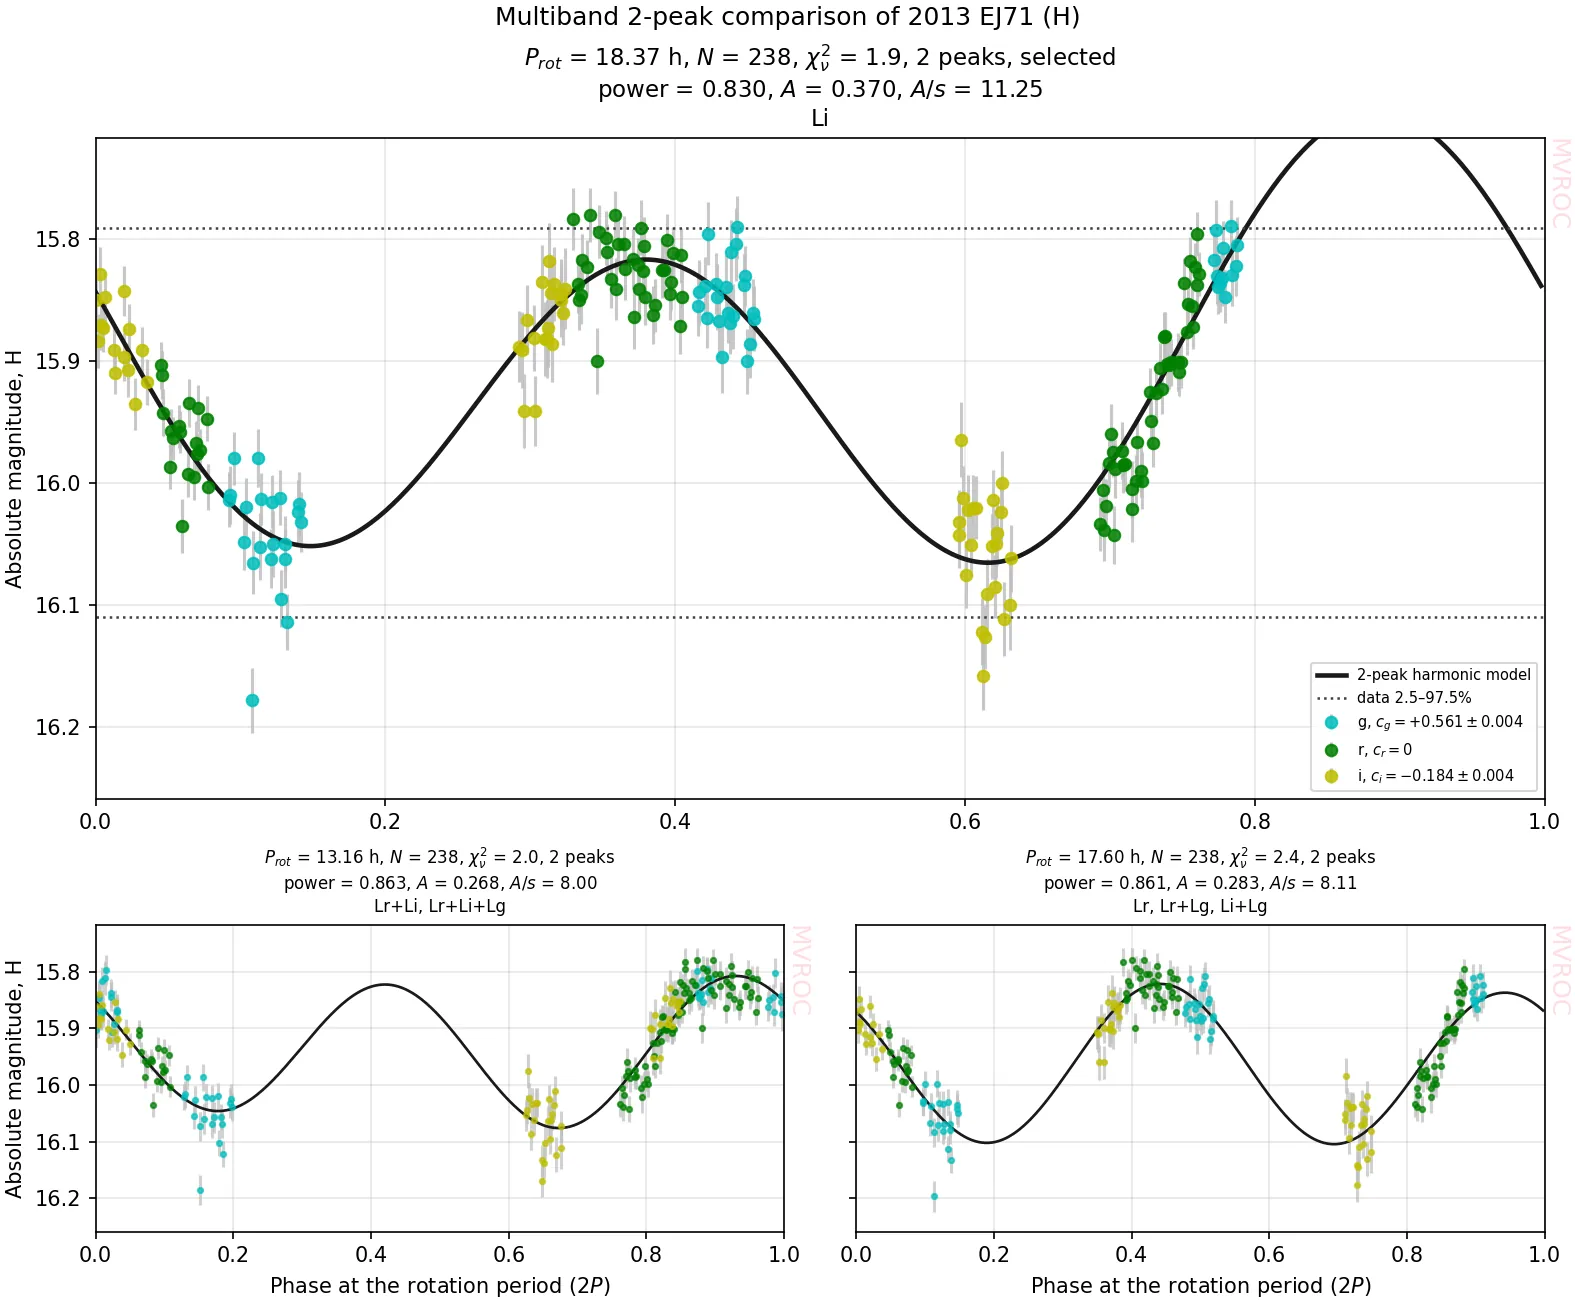 Multiband 2-peak comparison of 2013 EJ71 (H)
P_rot = 18.37 h, N = 238, χ²_ν = 1.9, 2 peaks, selected
power = 0.830, A = 0.370, A/s = 11.25
Li
MVROC
Absolute magnitude, H
15.8
15.9
16.0
16.1
16.2
2-peak harmonic model
data 2.5–97.5%
g, c_g = +0.561 ± 0.004
r, c_r = 0
i, c_i = −0.184 ± 0.004
0.0 0.2 0.4 0.6 0.8 1.0
P_rot = 13.16 h, N = 238, χ²_ν = 2.0, 2 peaks
power = 0.863, A = 0.268, A/s = 8.00
Lr+Li, Lr+Li+Lg
MVROC
Absolute magnitude, H
15.8
15.9
16.0
16.1
16.2
0.0 0.2 0.4 0.6 0.8 1.0
Phase at the rotation period (2P)
P_rot = 17.60 h, N = 238, χ²_ν = 2.4, 2 peaks
power = 0.861, A = 0.283, A/s = 8.11
Lr, Lr+Lg, Li+Lg
MVROC
0.0 0.2 0.4 0.6 0.8 1.0
Phase at the rotation period (2P)